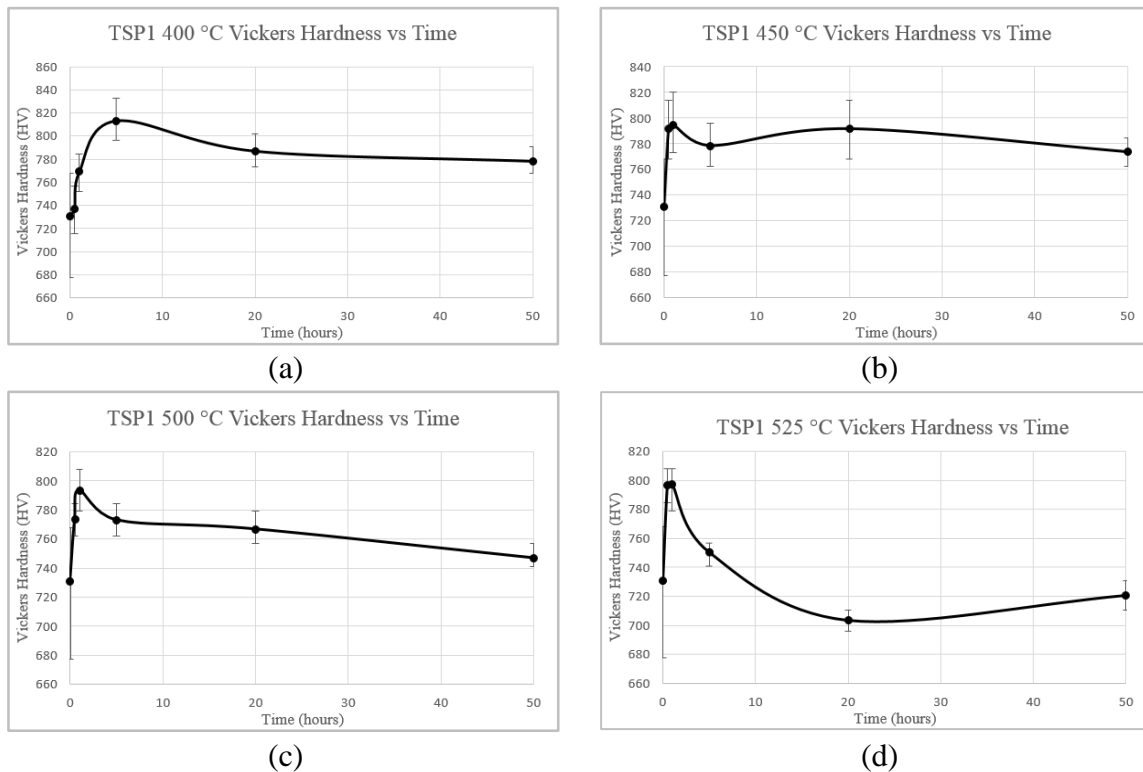 TSP1 400 °C Vickers Hardness vs Time
Vickers Hardness (HV)
860
840
820
800
780
760
740
720
700
680
660
0 10 20 30 40 50
Time (hours)
(a)
TSP1 450 °C Vickers Hardness vs Time
Vickers Hardness (HV)
840
820
800
780
760
740
720
700
680
660
0 10 20 30 40 50
Time (hours)
(b)
TSP1 500 °C Vickers Hardness vs Time
Vickers Hardness (HV)
820
800
780
760
740
720
700
680
660
0 10 20 30 40 50
Time (hours)
(c)
TSP1 525 °C Vickers Hardness vs Time
Vickers Hardness (HV)
820
800
780
760
740
720
700
680
660
0 10 20 30 40 50
Time (hours)
(d)